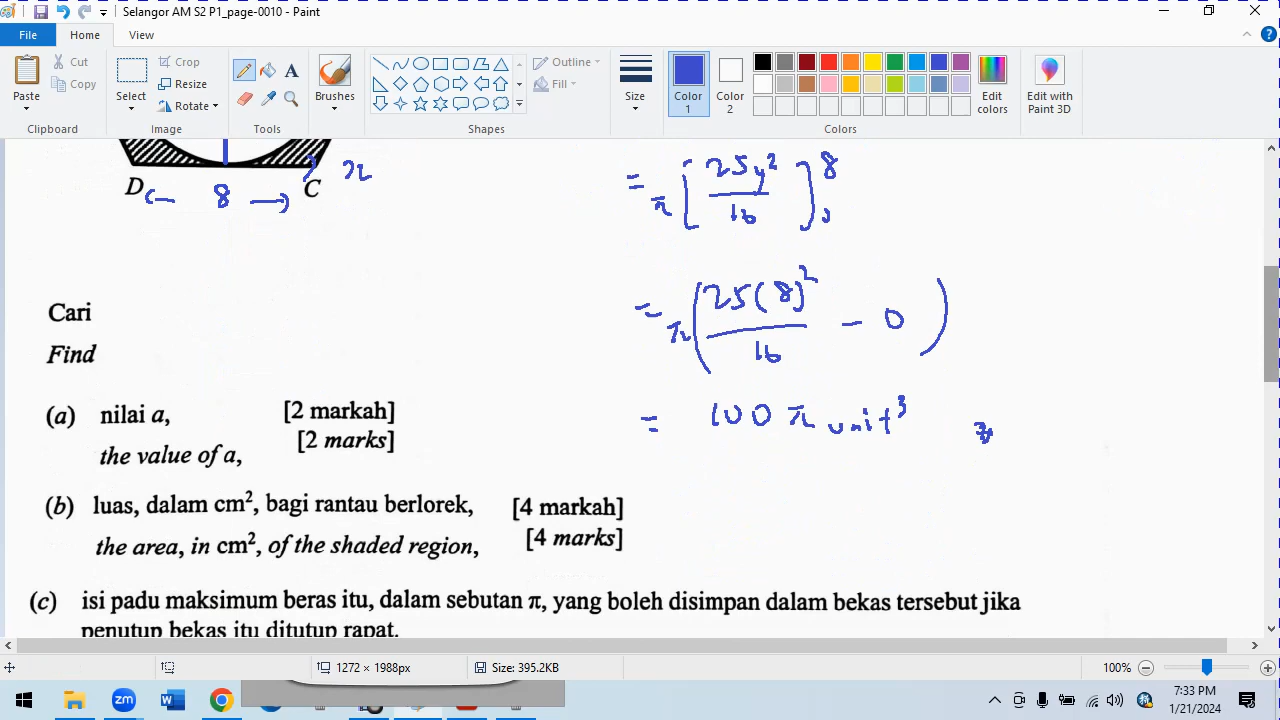 Selangor AM S2 P1_page-0010 - Paint
File Home View
Paste Cut Copy Clipboard
Select Crop Resize Rotate Image
Tools
Brushes
Shapes Outline Fill
Size
Color 1 Color 2 Edit colors Colors
Edit with Paint 3D
D 8 C x
= π [ 25y² / 16 ] 8 0
= π ( 25(8)² / 16 - 0 )
= 100 π unit³
Cari
Find
(a) nilai a, [2 markah]
the value of a, [2 marks]
(b) luas, dalam cm², bagi rantau berlorek, [4 markah]
the area, in cm², of the shaded region, [4 marks]
(c) isi padu maksimum beras itu, dalam sebutan π, yang boleh disimpan dalam bekas tersebut jika
penutup bekas itu ditutup rapat.
1272 × 1988px Size: 395.2KB 100%
zm W 7:33 PM
1/21/2024